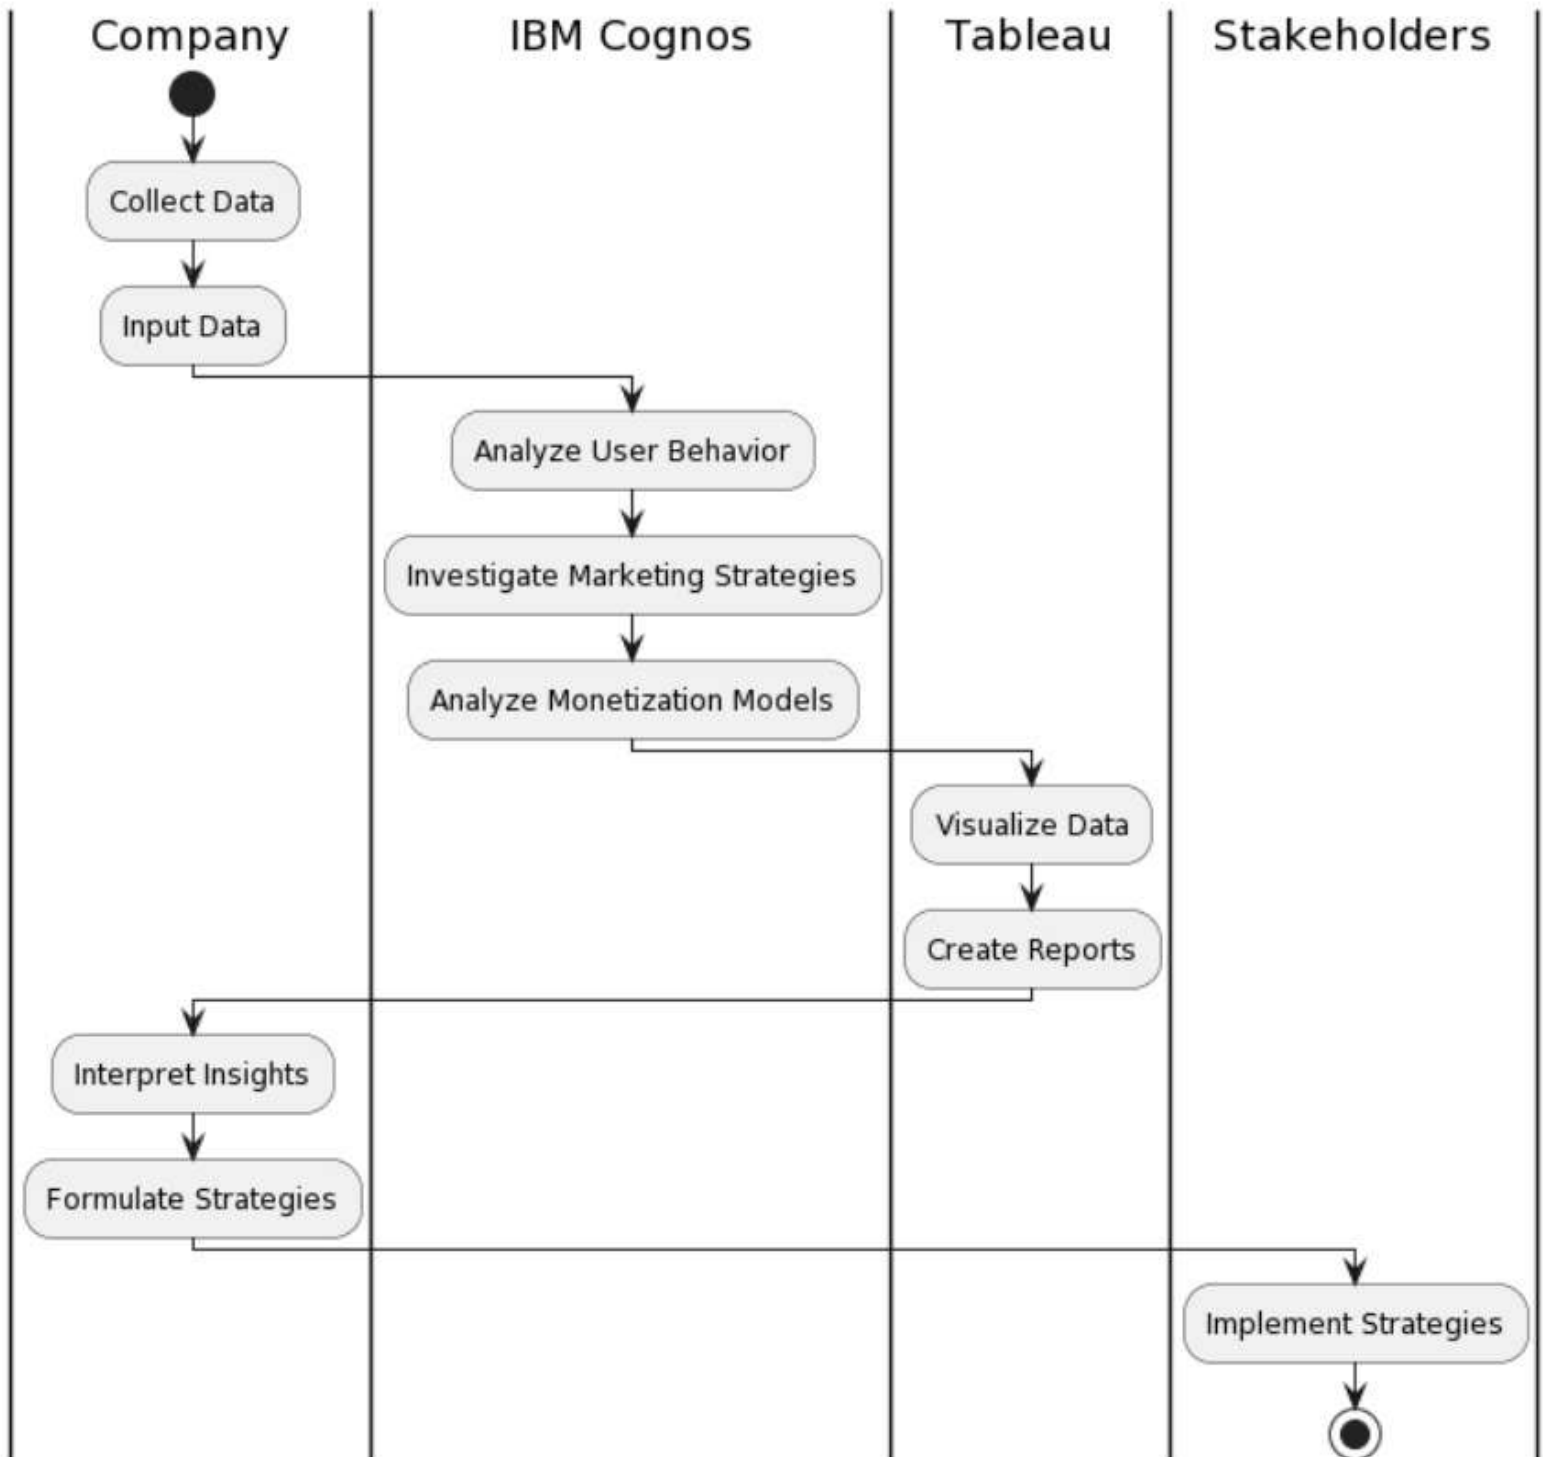 Company
IBM Cognos
Tableau
Stakeholders
Collect Data
Input Data
Analyze User Behavior
Investigate Marketing Strategies
Analyze Monetization Models
Visualize Data
Create Reports
Interpret Insights
Formulate Strategies
Implement Strategies